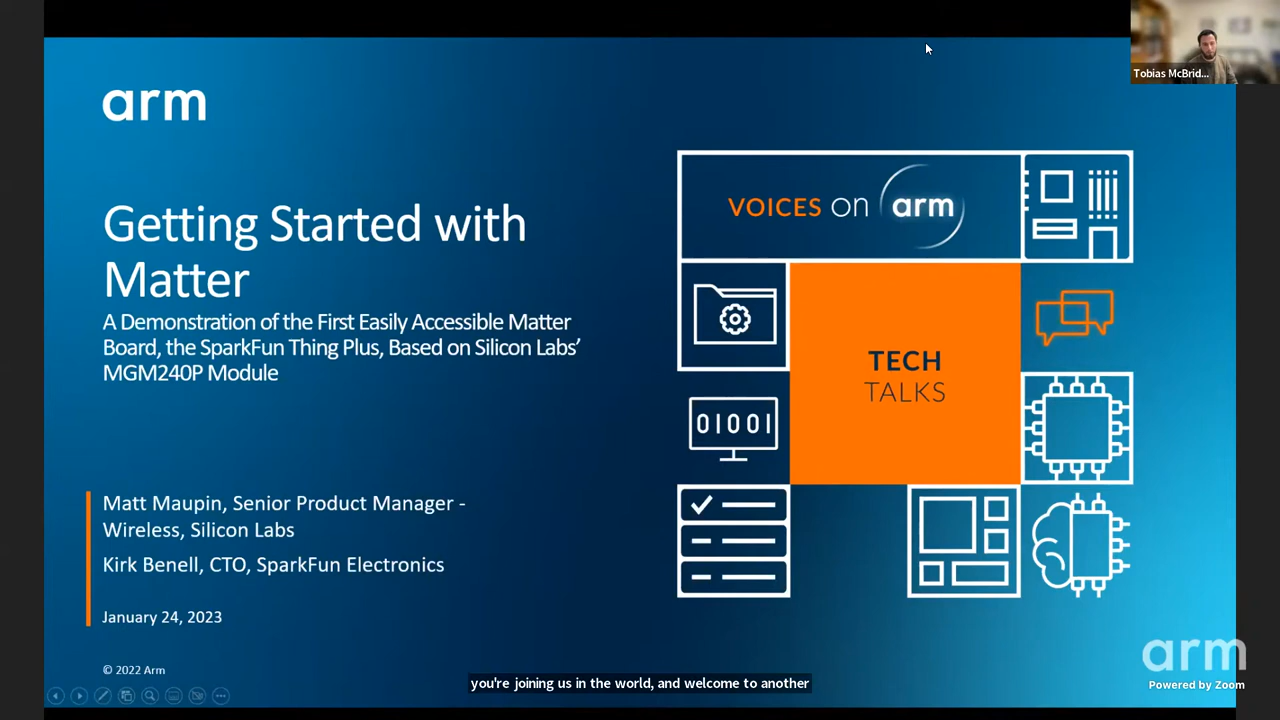 Tobias McBrid...
arm
Getting Started with
Matter
A Demonstration of the First Easily Accessible Matter
Board, the SparkFun Thing Plus, Based on Silicon Labs’
MGM240P Module
Matt Maupin, Senior Product Manager -
Wireless, Silicon Labs
Kirk Benell, CTO, SparkFun Electronics
January 24, 2023
© 2022 Arm
VOICES on arm
TECH
TALKS
01001
arm
Powered by Zoom
you're joining us in the world, and welcome to another